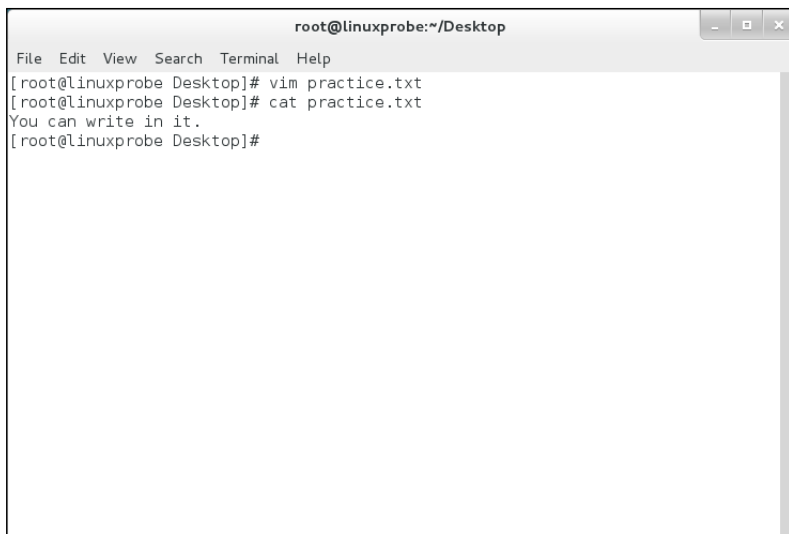 root@linuxprobe:~/Desktop
File Edit View Search Terminal Help
[root@linuxprobe Desktop]# vim practice.txt
[root@linuxprobe Desktop]# cat practice.txt
You can write in it.
[root@linuxprobe Desktop]#